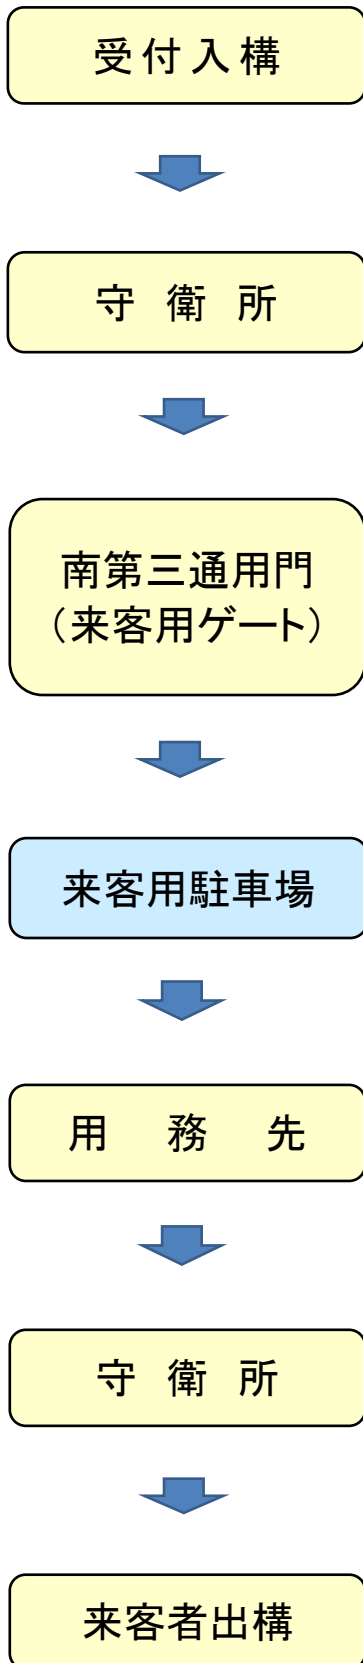 受付入構
守衛所
南第三通用門
（来客用ゲート）
来客用駐車場
用務先
守衛所
来客者出構